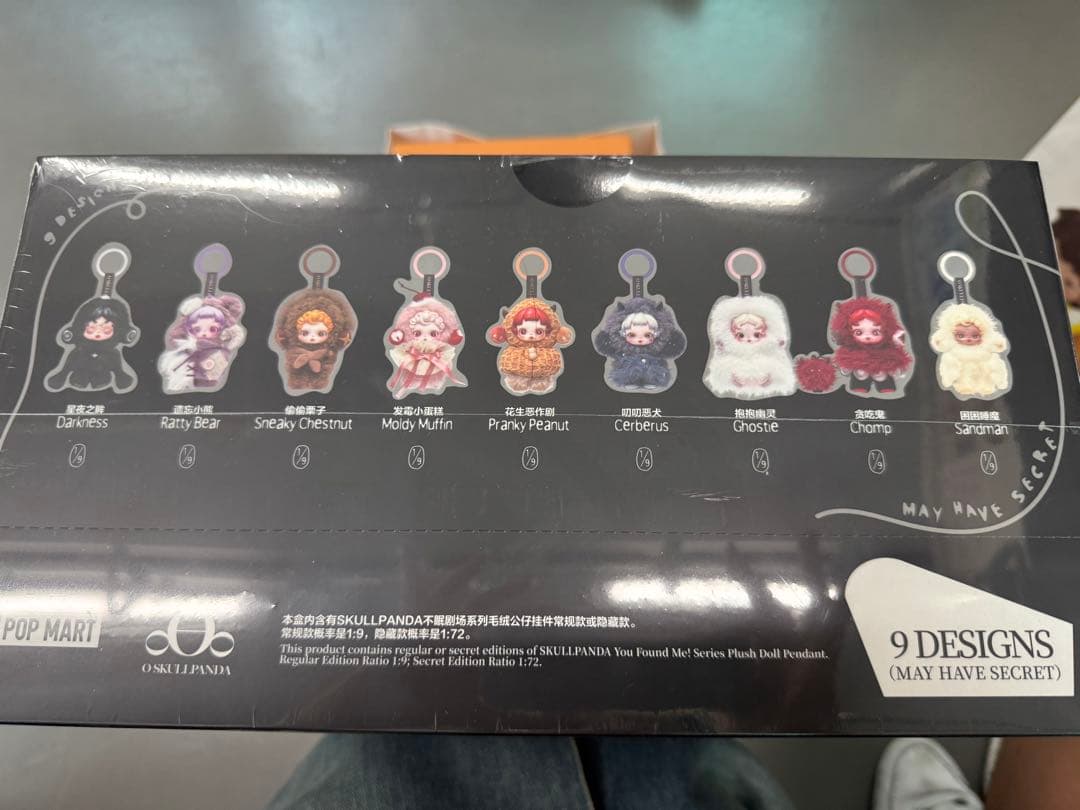 9 DESIG
星夜之眸
Darkness
1/9
遗忘小熊
Ratty Bear
1/9
偷偷栗子
Sneaky Chestnut
1/9
发霉小蛋糕
Moldy Muffin
1/9
花生恶作剧
Pranky Peanut
1/9
叨叨恶犬
Cerberus
1/9
抱抱幽灵
Ghostie
1/9
贪吃鬼
Chomp
1/9
困困睡魔
Sandman
1/9
MAY HAVE SECRET
POP MART
O SKULLPANDA
本盒内含有SKULLPANDA不眠剧场系列毛绒公仔挂件常规款或隐藏款。
常规款概率是1:9，隐藏款概率是1:72。
This product contains regular or secret editions of SKULLPANDA You Found Me! Series Plush Doll Pendant.
Regular Edition Ratio 1:9; Secret Edition Ratio 1:72.
9 DESIGNS
(MAY HAVE SECRET)